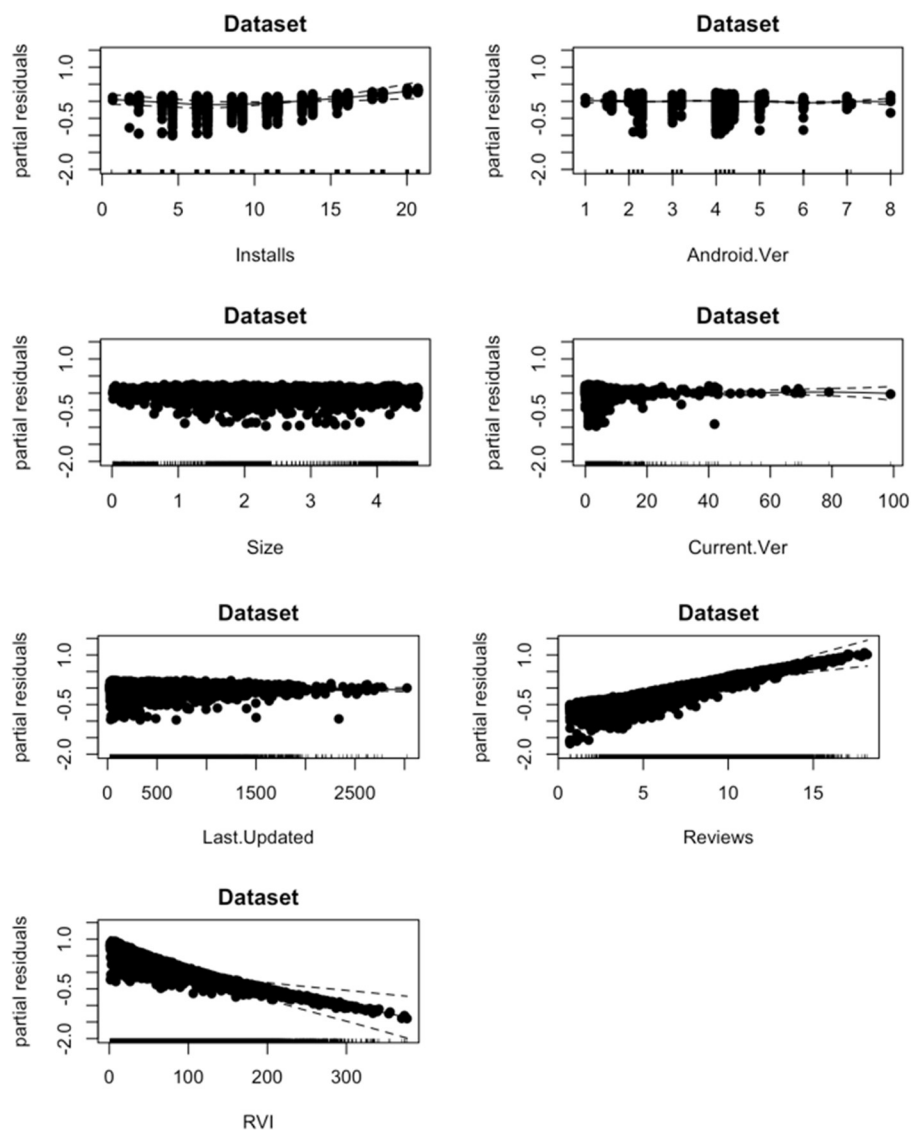 Dataset
partial residuals
1.0
-0.5
-2.0
0 5 10 15 20
Installs
Dataset
partial residuals
1.0
-0.5
-2.0
1 2 3 4 5 6 7 8
Android.Ver
Dataset
partial residuals
1.0
-0.5
-2.0
0 1 2 3 4
Size
Dataset
partial residuals
1.0
-0.5
-2.0
0 20 40 60 80 100
Current.Ver
Dataset
partial residuals
1.0
-0.5
-2.0
0 500 1500 2500
Last.Updated
Dataset
partial residuals
1.0
-0.5
-2.0
0 5 10 15
Reviews
Dataset
partial residuals
1.0
-0.5
-2.0
0 100 200 300
RVI